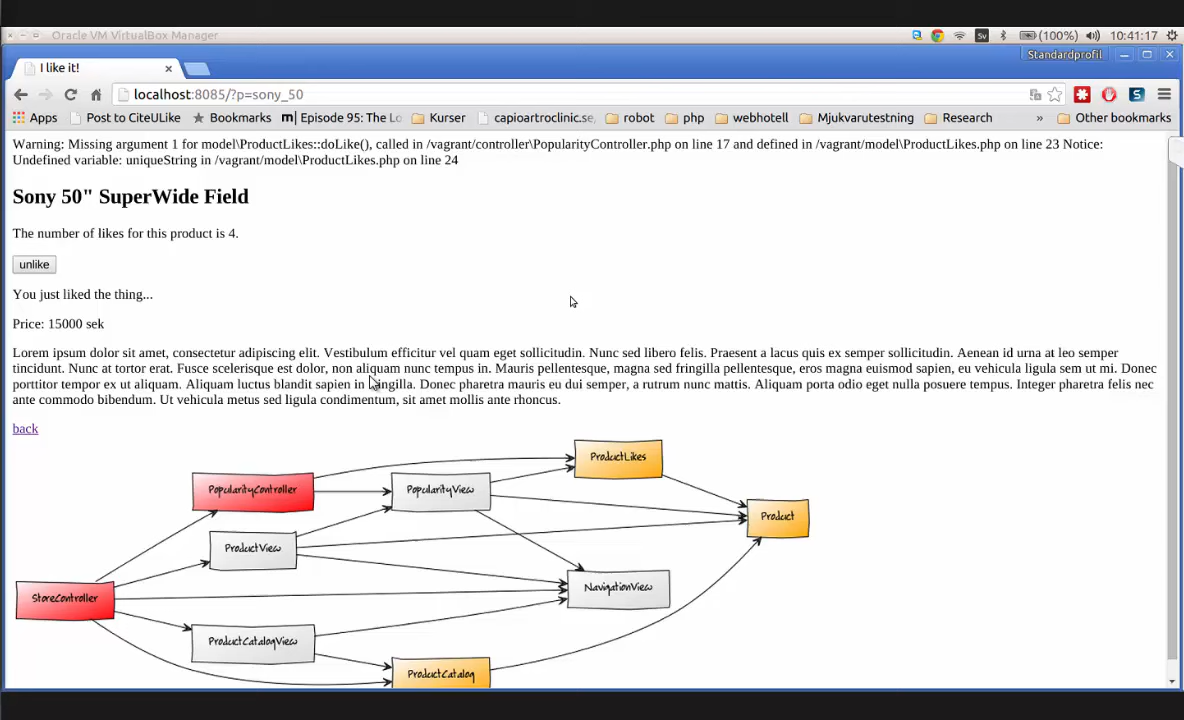 Oracle VM VirtualBox Manager
Sv (100%) 10:41:17
I like it! Standardprofil
localhost:8085/?p=sony_50
Apps Post to CiteULike Bookmarks Episode 95: The Lo Kurser capioartroclinic.se, robot php webhotell Mjukvarutestning Research » Other bookmarks
Warning: Missing argument 1 for model\ProductLikes::doLike(), called in /vagrant/controller\PopularityController.php on line 17 and defined in /vagrant/model\ProductLikes.php on line 23 Notice:
Undefined variable: uniqueString in /vagrant/model\ProductLikes.php on line 24
Sony 50" SuperWide Field
The number of likes for this product is 4.
unlike
You just liked the thing...
Price: 15000 sek
Lorem ipsum dolor sit amet, consectetur adipiscing elit. Vestibulum efficitur vel quam eget sollicitudin. Nunc sed libero felis. Praesent a lacus quis ex semper sollicitudin. Aenean id urna at leo semper
tincidunt. Nunc at tortor erat. Fusce scelerisque est dolor, non aliquam nunc tempus in. Mauris pellentesque, magna sed fringilla pellentesque, eros magna euismod sapien, eu vehicula ligula sem ut mi. Donec
porttitor tempor ex ut aliquam. Aliquam luctus blandit sapien in fringilla. Donec pharetra mauris eu dui semper, a rutrum nunc mattis. Aliquam porta odio eget nulla posuere tempus. Integer pharetra felis nec
ante commodo bibendum. Ut vehicula metus sed ligula condimentum, sit amet mollis ante rhoncus.
back
ProductLikes
PopularityController
PopularityView
Product
ProductView
NavigationView
StoreController
ProductCatalogView
ProductCatalog